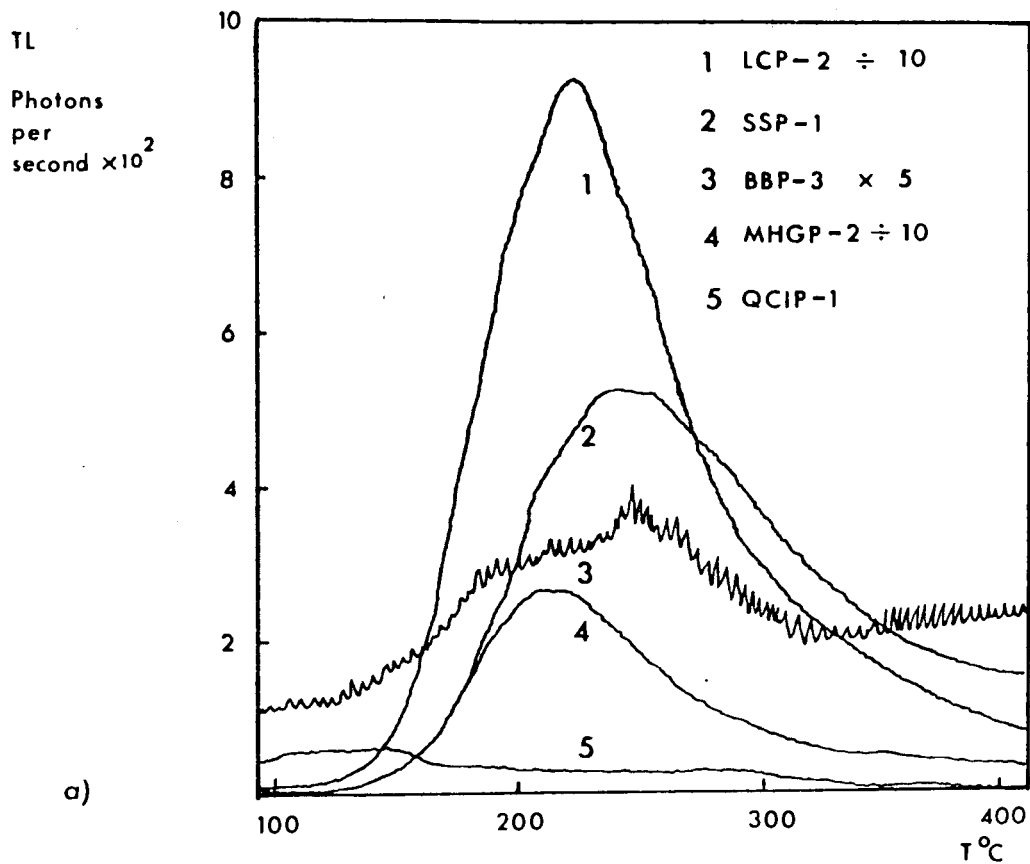 TL
Photons
per
second ×10²
10
8
6
4
2
1 LCP-2 ÷ 10
2 SSP-1
3 BBP-3 × 5
4 MHGP-2 ÷ 10
5 QCIP-1
1
2
3
4
5
a)
100
200
300
400
T °C